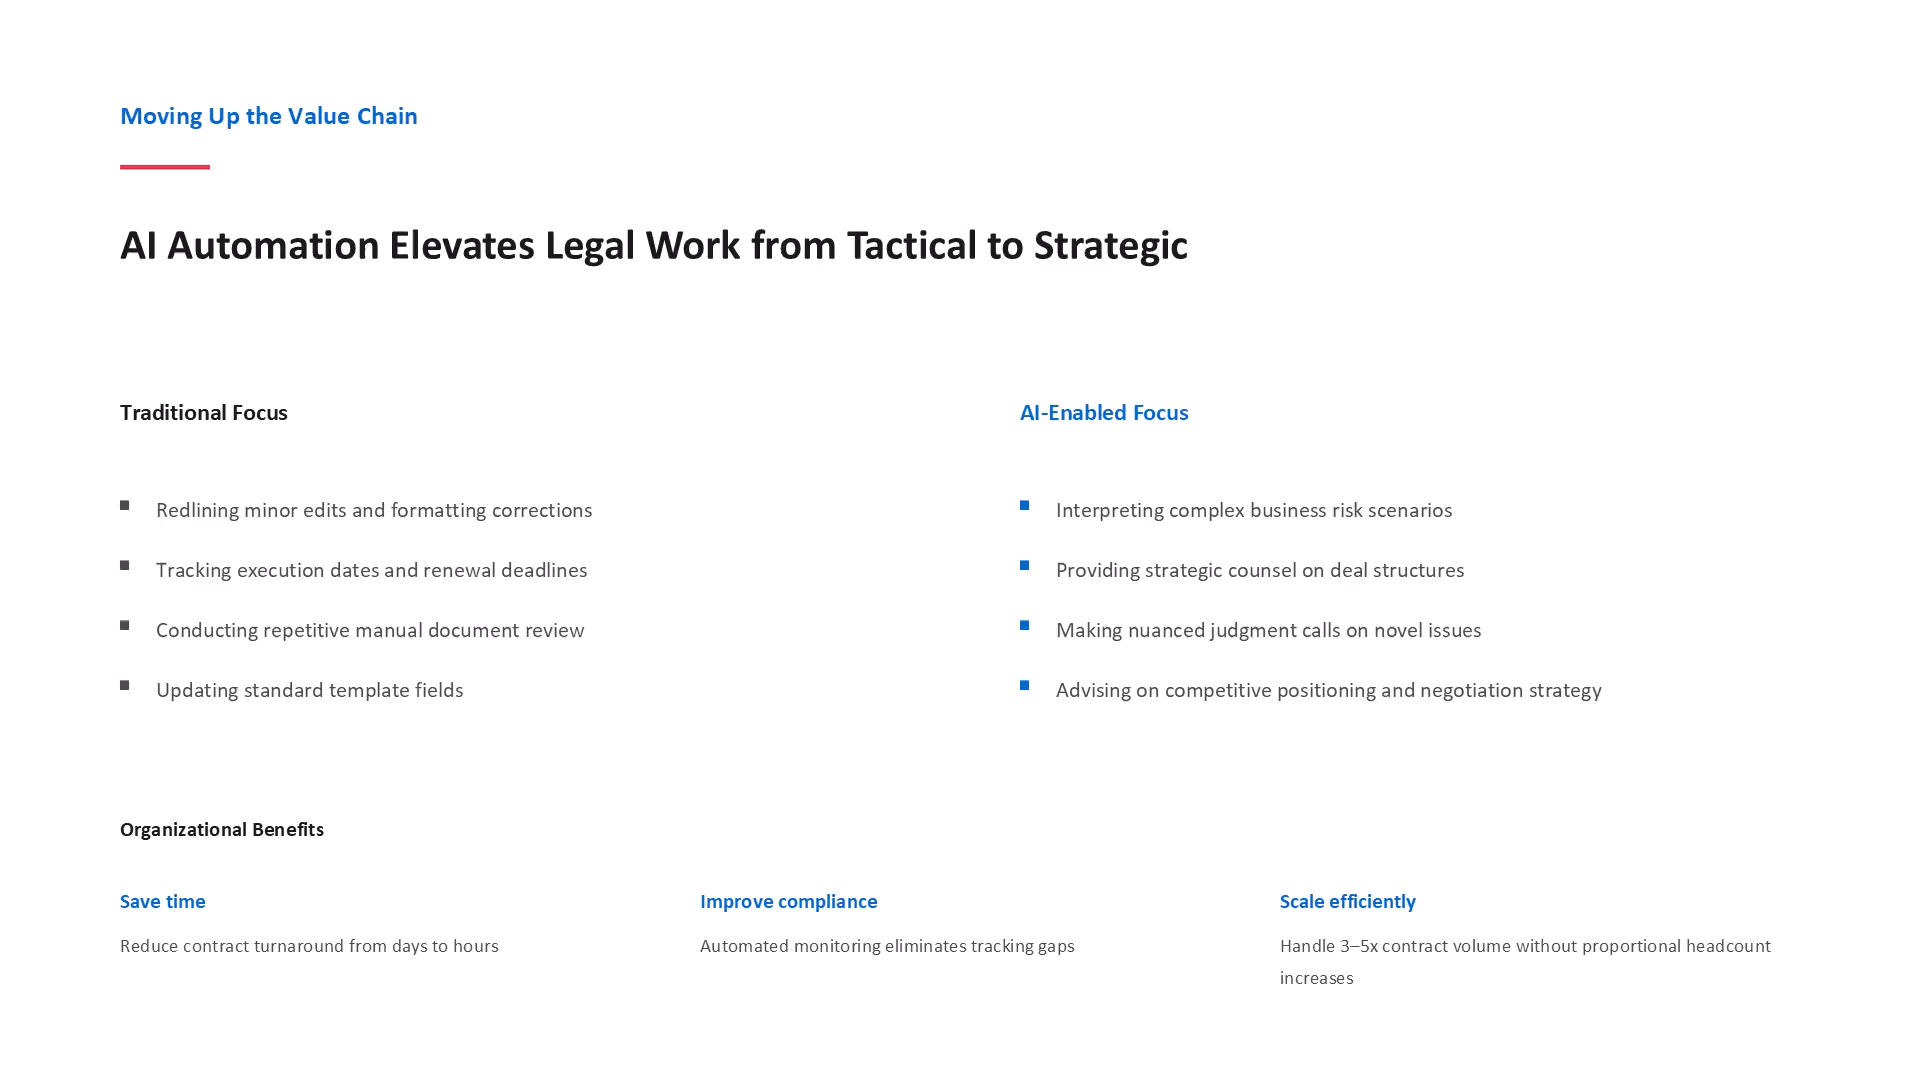 Moving Up the Value Chain
AI Automation Elevates Legal Work from Tactical to Strategic
Traditional Focus
Redlining minor edits and formatting corrections
Tracking execution dates and renewal deadlines
Conducting repetitive manual document review
Updating standard template fields
AI-Enabled Focus
Interpreting complex business risk scenarios
Providing strategic counsel on deal structures
Making nuanced judgment calls on novel issues
Advising on competitive positioning and negotiation strategy
Organizational Benefits
Save time
Reduce contract turnaround from days to hours
Improve compliance
Automated monitoring eliminates tracking gaps
Scale efficiently
Handle 3–5x contract volume without proportional headcount
increases